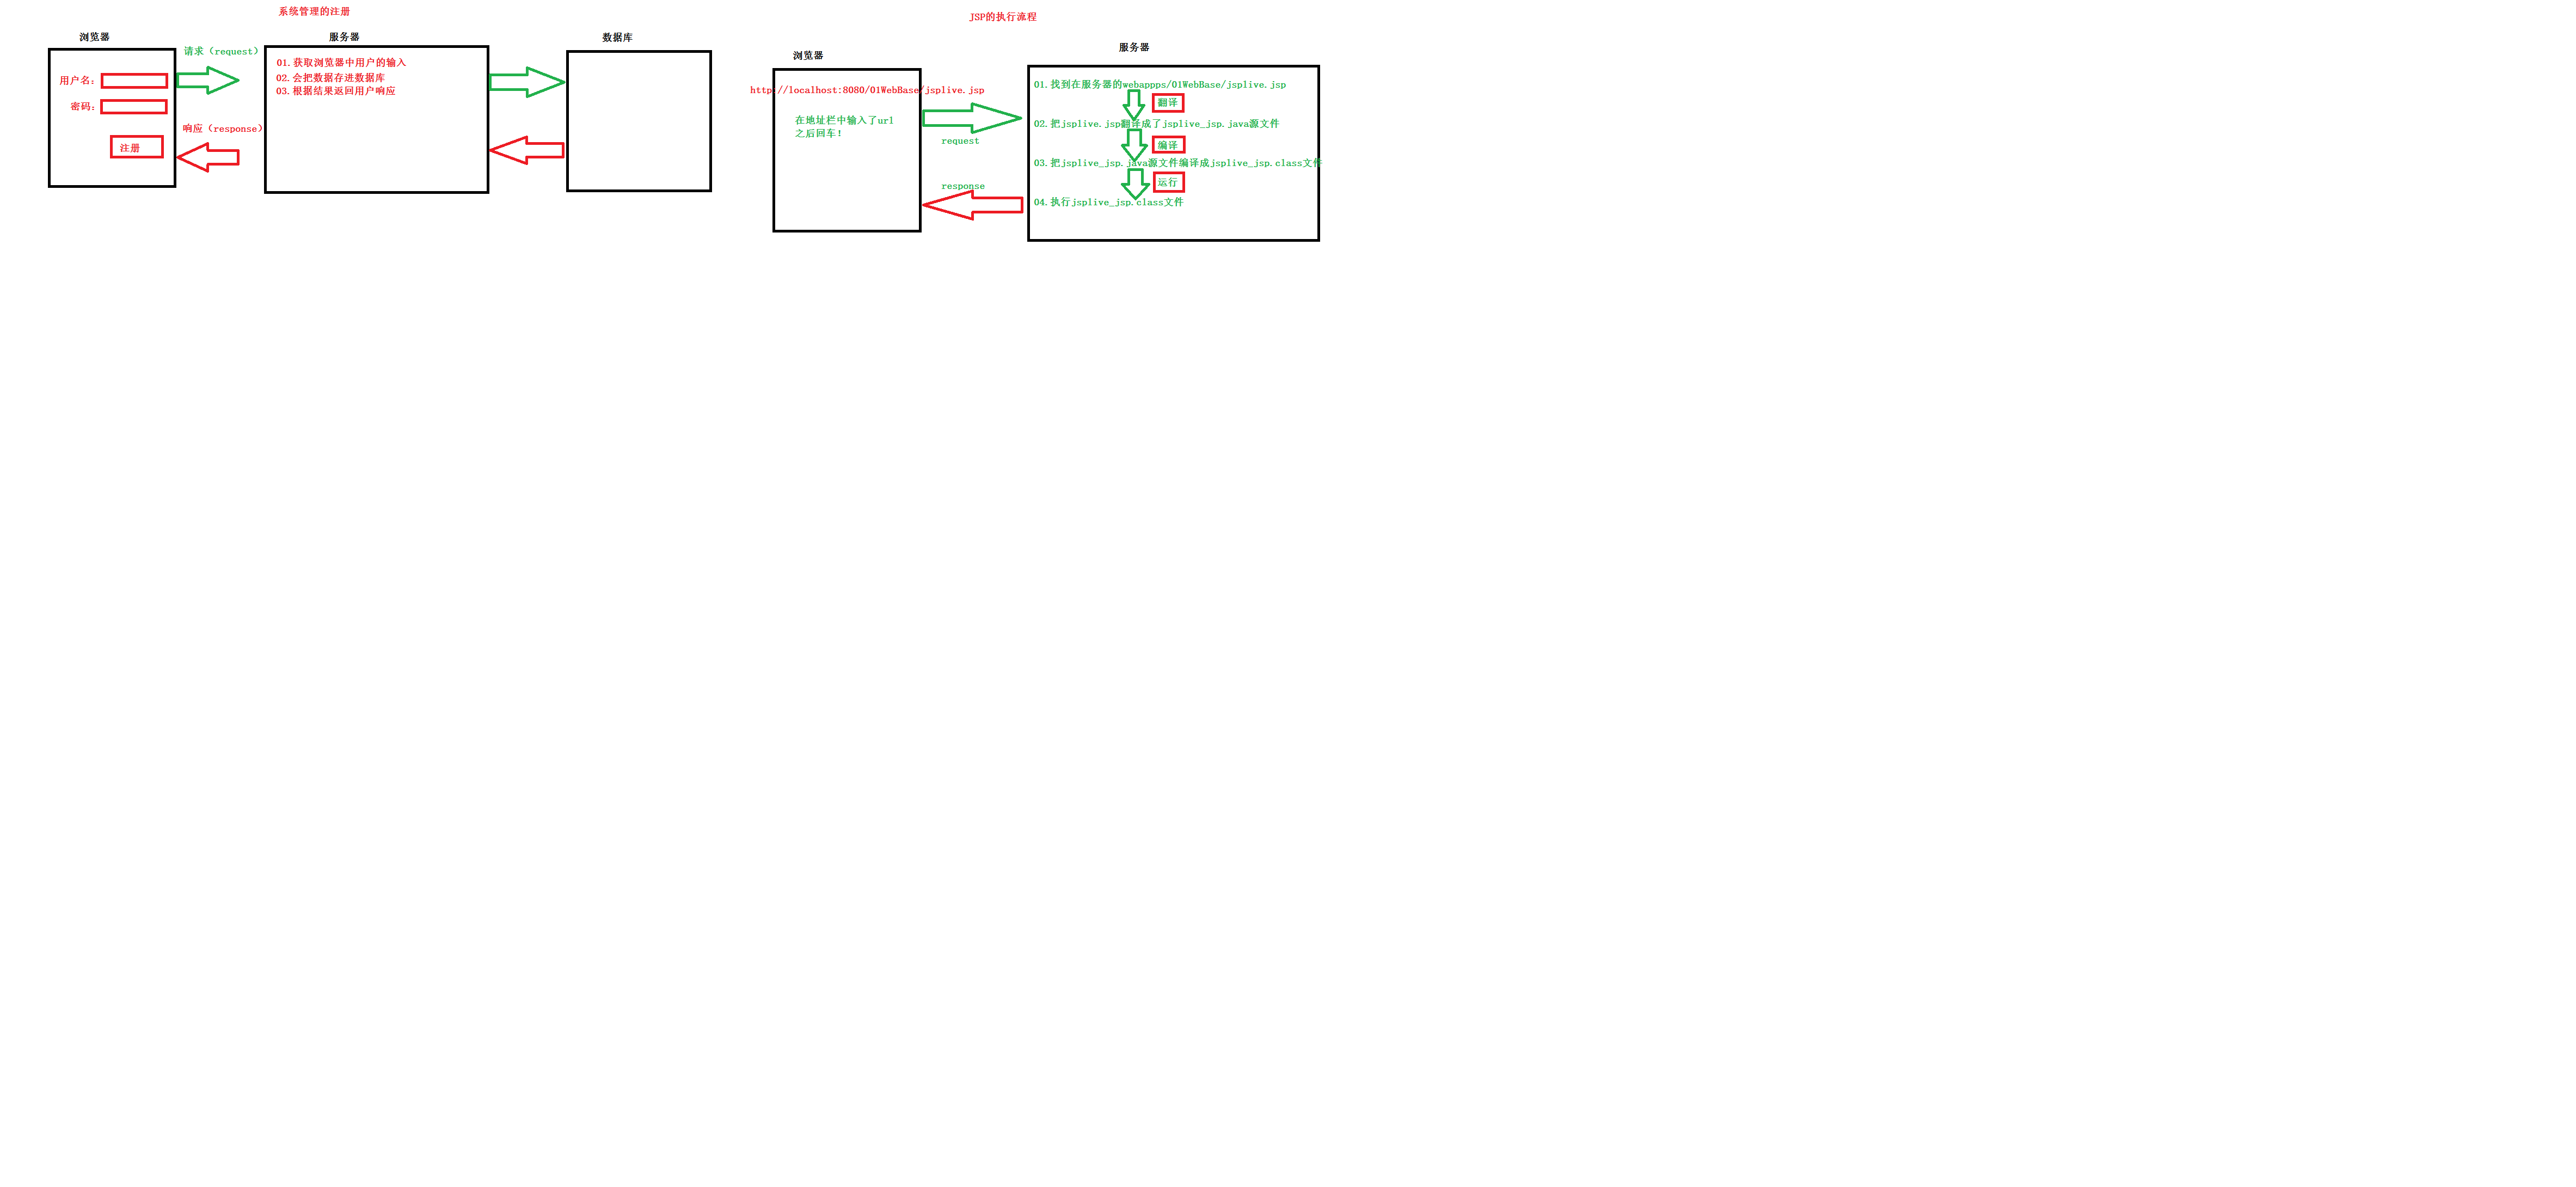 系统管理的注册
浏览器
服务器
数据库
请求（request）
用户名：
密码：
注册
响应（response）
01.获取浏览器中用户的输入
02.会把数据存进数据库
03.根据结果返回用户响应
JSP的执行流程
浏览器
服务器
http://localhost:8080/01WebBase/jsplive.jsp
在地址栏中输入了url
之后回车！
request
response
01.找到在服务器的webappps/01WebBase/jsplive.jsp
翻译
02.把jsplive.jsp翻译成了jsplive_jsp.java源文件
编译
03.把jsplive_jsp.java源文件编译成jsplive_jsp.class文件
运行
04.执行jsplive_jsp.class文件